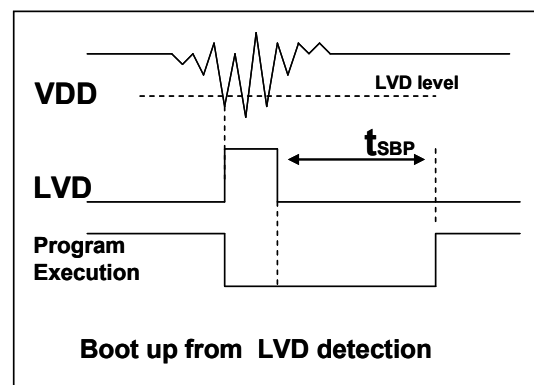 LVD level
VDD
tSBP
LVD
Program
Execution
Boot up from LVD detection